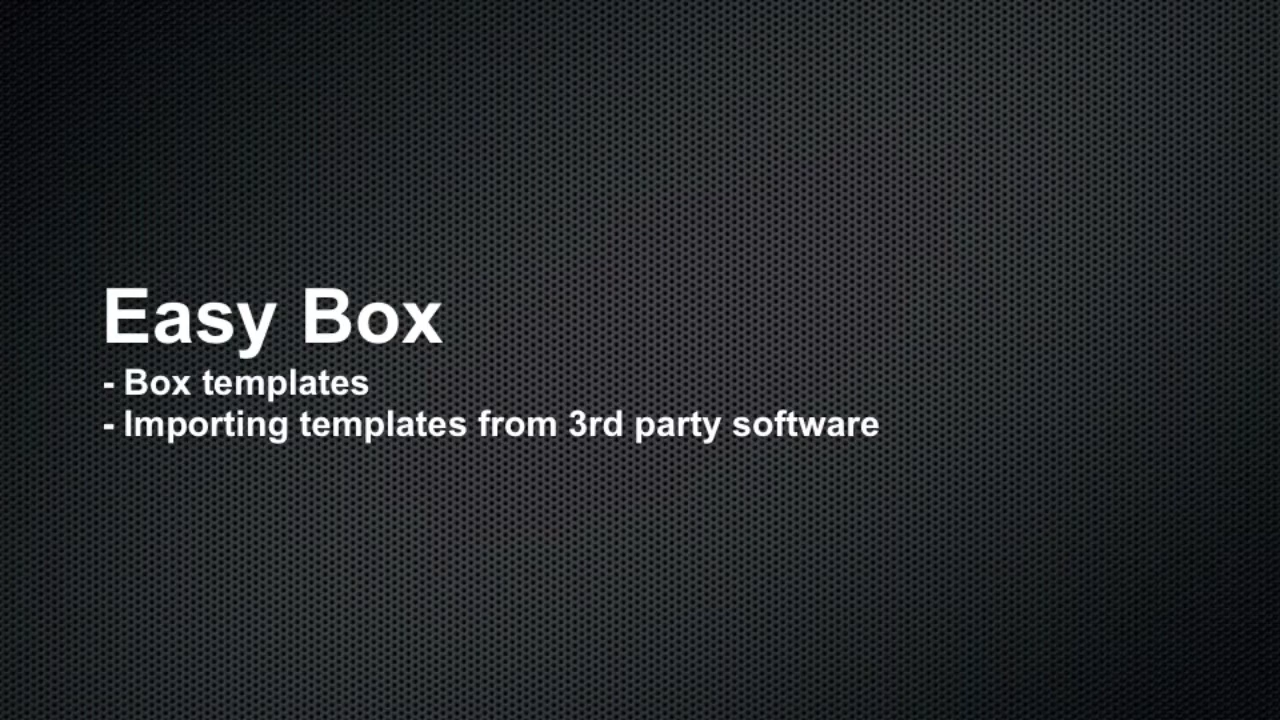 Easy Box
- Box templates
- Importing templates from 3rd party software